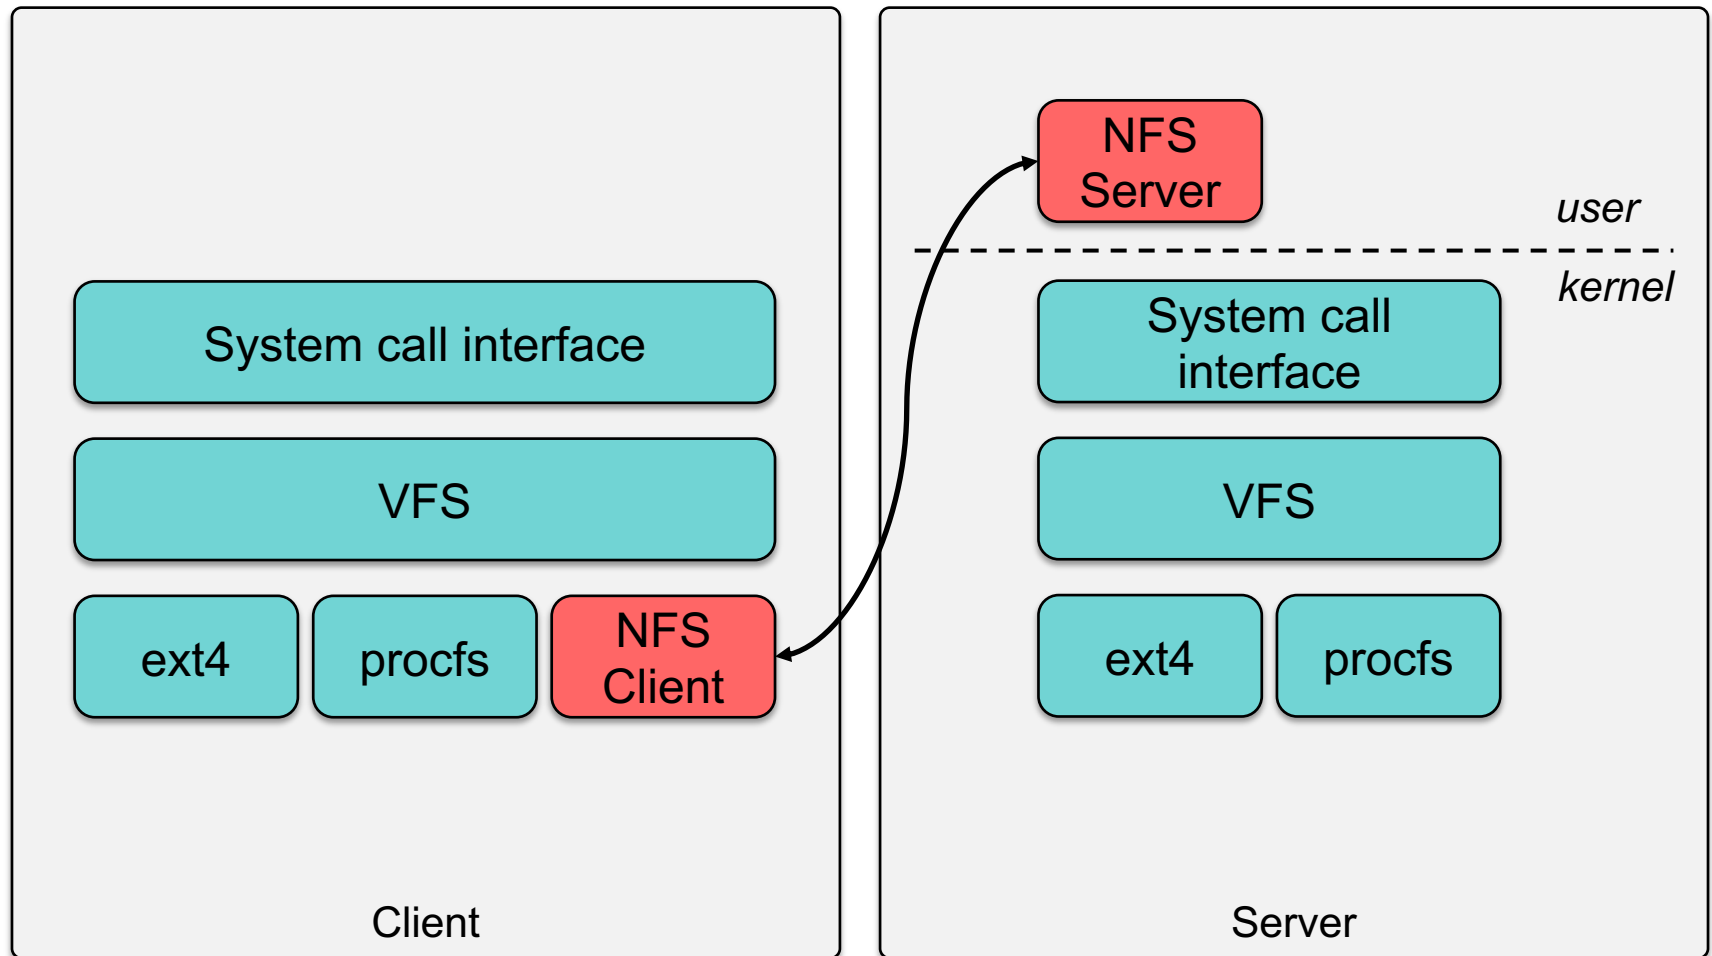 System call interface
VFS
ext4
procfs
NFS
Client
Client
NFS
Server
user
kernel
System call
interface
VFS
ext4
procfs
Server